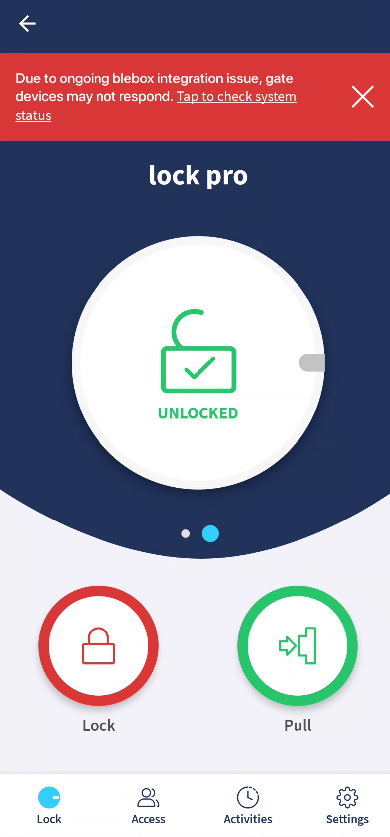 Due to ongoing blebox integration issue, gate
devices may not respond. Tap to check system
status
lock pro
UNLOCKED
Lock
Pull
Lock
Access
Activities
Settings